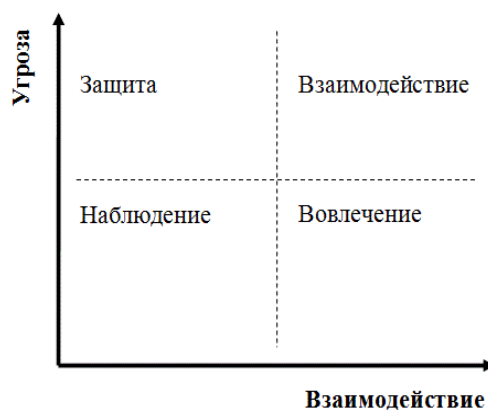 Угроза
Защита
Взаимодействие
Наблюдение
Вовлечение
Взаимодействие